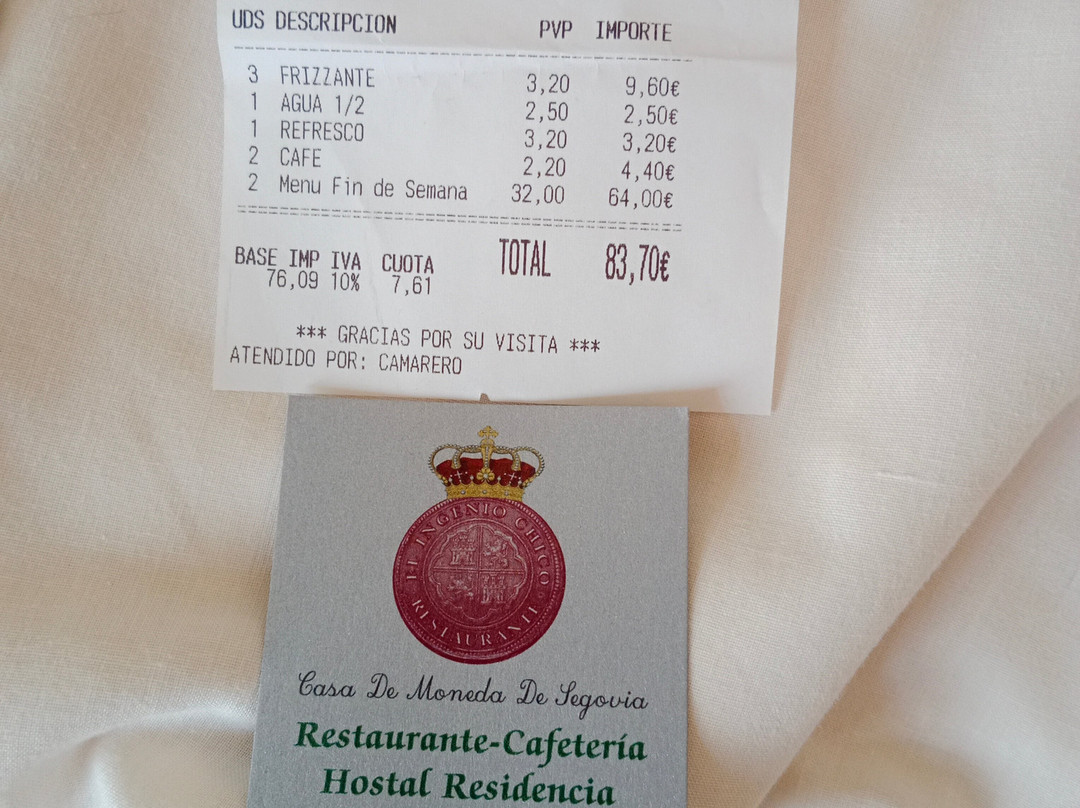 UDS DESCRIPCION PVP IMPORTE
3 FRIZZANTE 3,20 9,60€
1 AGUA 1/2 2,50 2,50€
1 REFRESCO 3,20 3,20€
2 CAFE 2,20 4,40€
2 Menu Fin de Semana 32,00 64,00€
TOTAL 83,70€
BASE IMP IVA CUOTA
76,09 10% 7,61
*** GRACIAS POR SU VISITA ***
ATENDIDO POR: CAMARERO
EL INGENIO CHICO
RESTAURANTE
Casa De Moneda De Segovia
Restaurante-Cafetería
Hostal Residencia